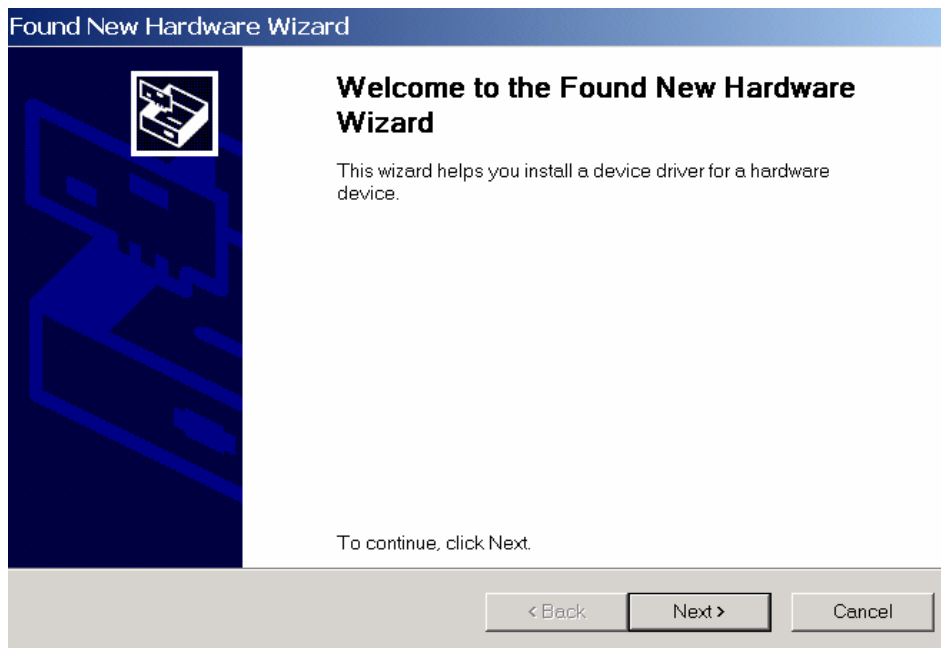 Found New Hardware Wizard
Welcome to the Found New Hardware
Wizard
This wizard helps you install a device driver for a hardware
device.
To continue, click Next.
< Back
Next >
Cancel